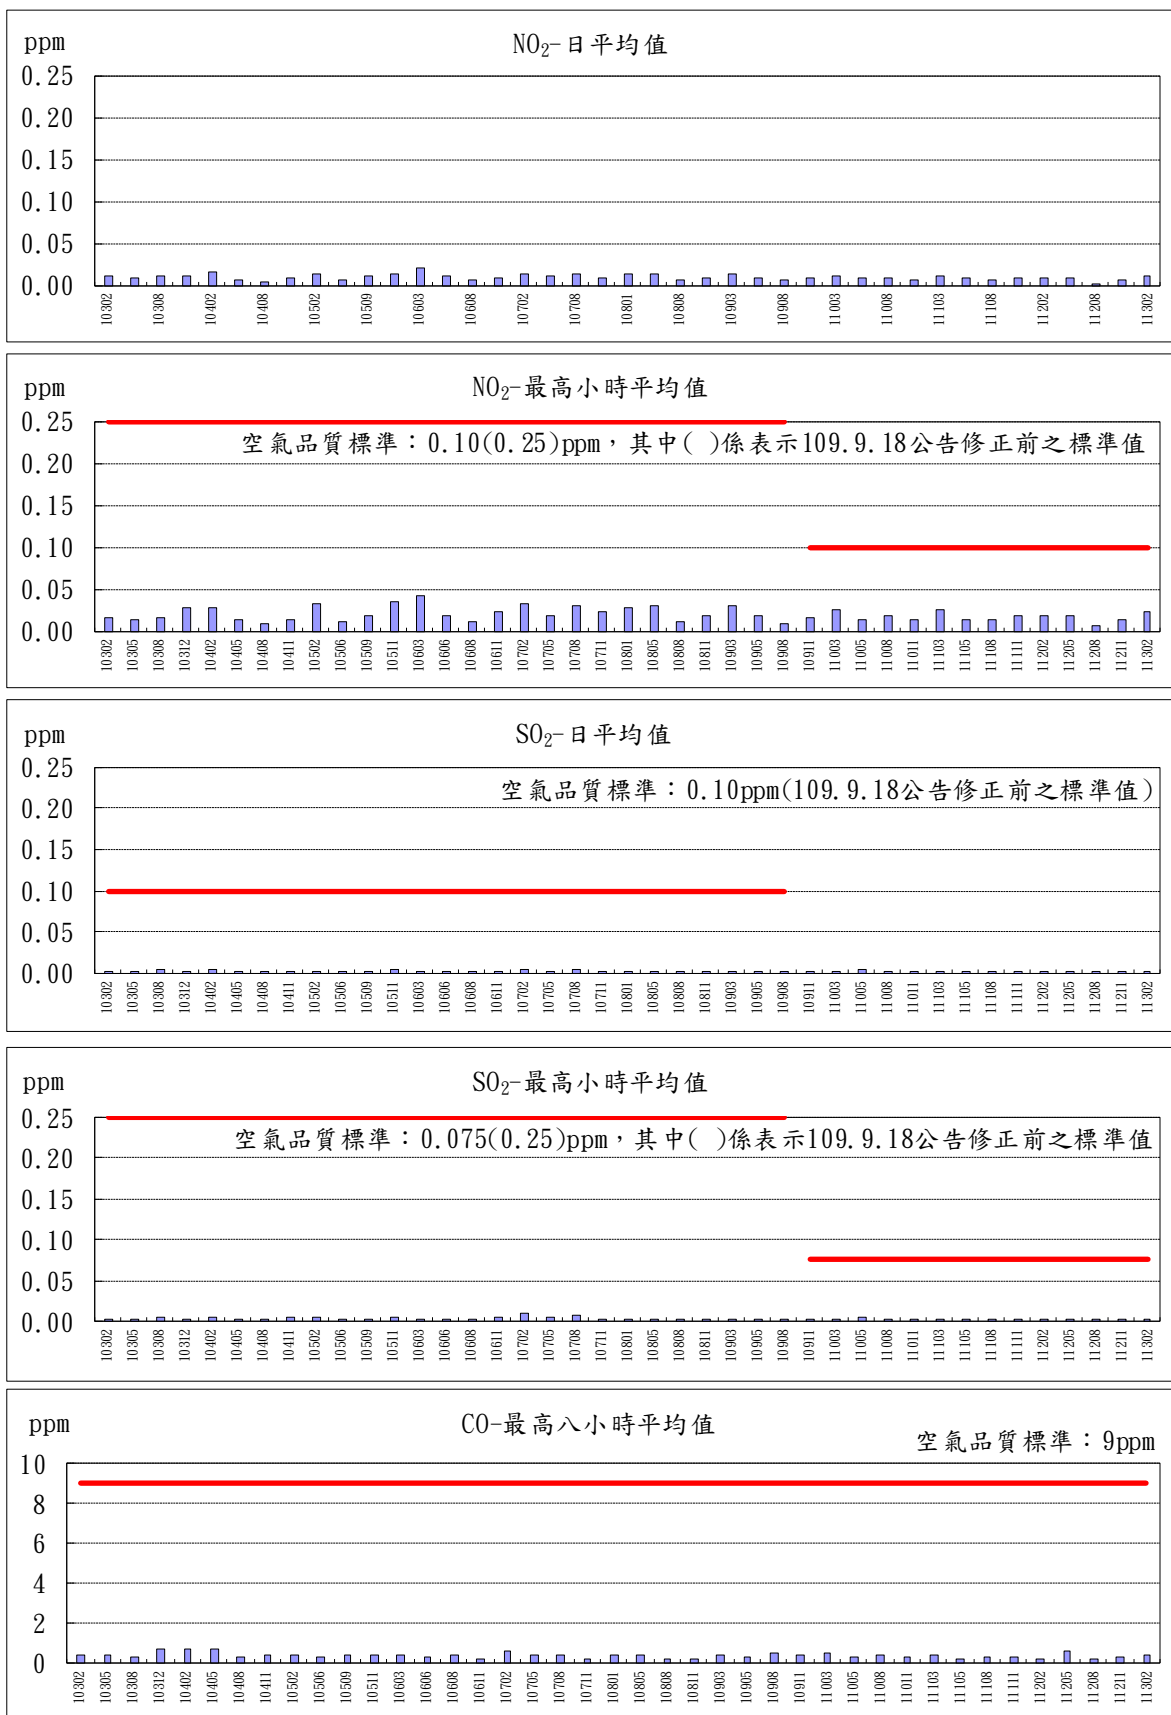 ppm
NO₂-日平均值
0.25
0.20
0.15
0.10
0.05
0.00
10302 10308 10402 10408 10502 10509 10603 10608 10702 10708 10801 10808 10903 10908 11003 11008 11103 11108 11202 11208 11302
ppm
NO₂-最高小時平均值
0.25
空氣品質標準：0.10(0.25)ppm，其中( )係表示109.9.18公告修正前之標準值
0.20
0.15
0.10
0.05
0.00
10302 10305 10308 10312 10402 10405 10408 10411 10502 10506 10509 10511 10603 10606 10608 10611 10702 10705 10708 10711 10801 10805 10808 10811 10903 10905 10908 10911 11003 11005 11008 11011 11103 11105 11108 11111 11202 11205 11208 11211 11302
SO₂-日平均值
ppm
0.25
空氣品質標準：0.10ppm(109.9.18公告修正前之標準值)
0.20
0.15
0.10
0.05
0.00
10302 10305 10308 10312 10402 10405 10408 10411 10502 10506 10509 10511 10603 10606 10608 10611 10702 10705 10708 10711 10801 10805 10808 10811 10903 10905 10908 10911 11003 11005 11008 11011 11103 11105 11108 11111 11202 11205 11208 11211 11302
ppm
SO₂-最高小時平均值
0.25
空氣品質標準：0.075(0.25)ppm，其中( )係表示109.9.18公告修正前之標準值
0.20
0.15
0.10
0.05
0.00
10302 10305 10308 10312 10402 10405 10408 10411 10502 10506 10509 10511 10603 10606 10608 10611 10702 10705 10708 10711 10801 10805 10808 10811 10903 10905 10908 10911 11003 11005 11008 11011 11103 11105 11108 11111 11202 11205 11208 11211 11302
ppm
CO-最高八小時平均值
空氣品質標準：9ppm
10
8
6
4
2
0
10302 10305 10308 10312 10402 10405 10408 10411 10502 10506 10509 10511 10603 10606 10608 10611 10702 10705 10708 10711 10801 10805 10808 10811 10903 10905 10908 10911 11003 11005 11008 11011 11103 11105 11108 11111 11202 11205 11208 11211 11302